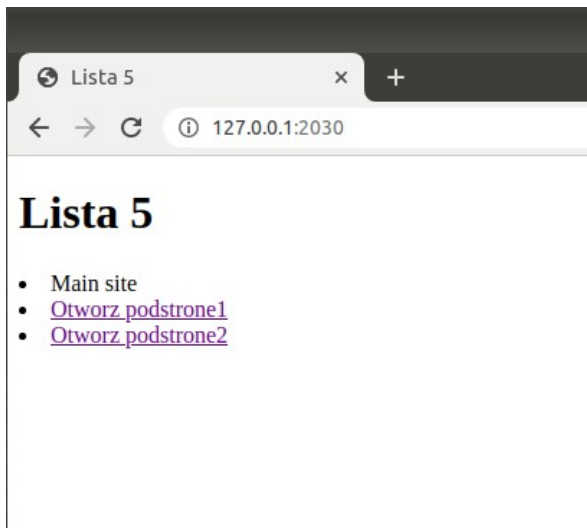 Lista 5
127.0.0.1:2030
Lista 5
Main site
Otworz podstrone1
Otworz podstrone2